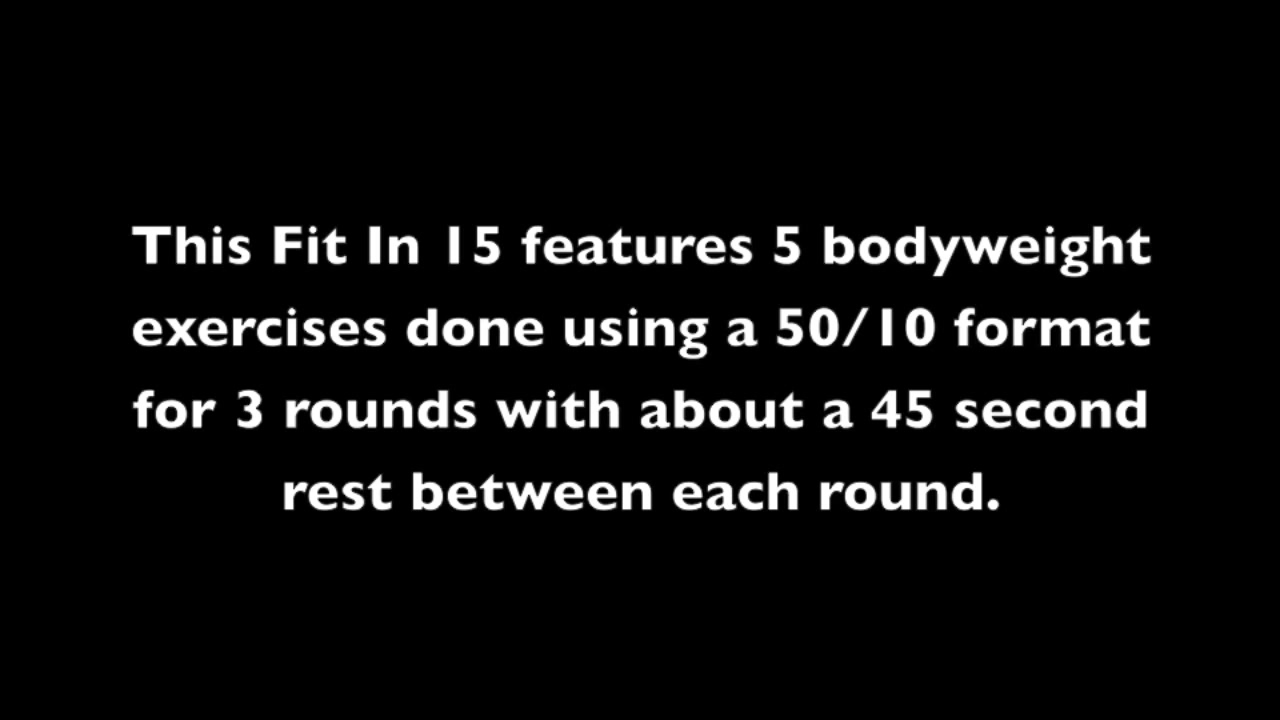 This Fit In 15 features 5 bodyweight
exercises done using a 50/10 format
for 3 rounds with about a 45 second
rest between each round.